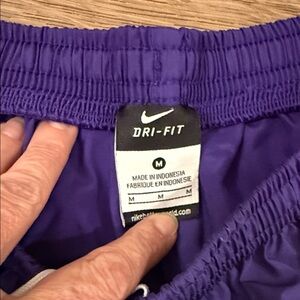 DRI-FIT
M
MADE IN INDONESIA
FABRIQUÉ EN INDONÉSIE
M M M